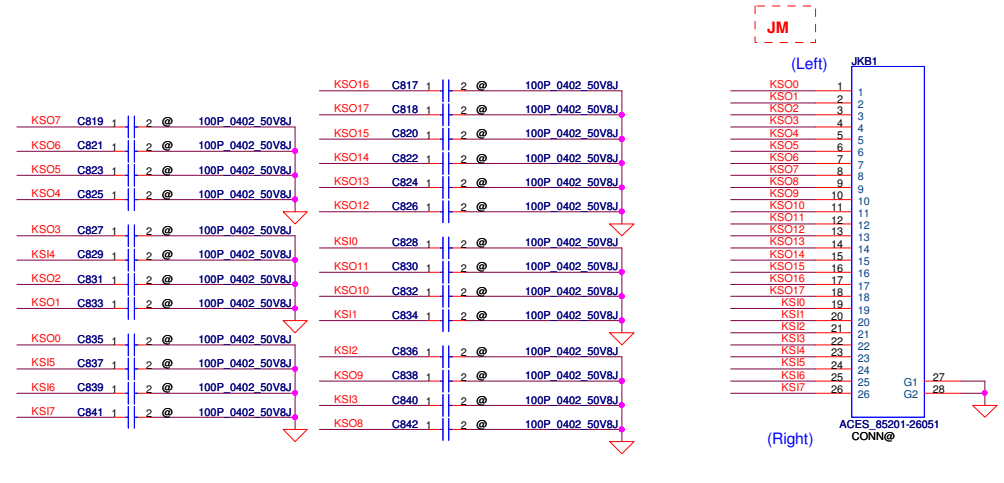 JM
(Left)
JKB1
KSO7 C819 1 2 @ 100P_0402_50V8J
KSO6 C821 1 2 @ 100P_0402_50V8J
KSO5 C823 1 2 @ 100P_0402_50V8J
KSO4 C825 1 2 @ 100P_0402_50V8J
KSO3 C827 1 2 @ 100P_0402_50V8J
KSI4 C829 1 2 @ 100P_0402_50V8J
KSO2 C831 1 2 @ 100P_0402_50V8J
KSO1 C833 1 2 @ 100P_0402_50V8J
KSO0 C835 1 2 @ 100P_0402_50V8J
KSI5 C837 1 2 @ 100P_0402_50V8J
KSI6 C839 1 2 @ 100P_0402_50V8J
KSI7 C841 1 2 @ 100P_0402_50V8J
KSO16 C817 1 2 @ 100P_0402_50V8J
KSO17 C818 1 2 @ 100P_0402_50V8J
KSO15 C820 1 2 @ 100P_0402_50V8J
KSO14 C822 1 2 @ 100P_0402_50V8J
KSO13 C824 1 2 @ 100P_0402_50V8J
KSO12 C826 1 2 @ 100P_0402_50V8J
KSI0 C828 1 2 @ 100P_0402_50V8J
KSO11 C830 1 2 @ 100P_0402_50V8J
KSO10 C832 1 2 @ 100P_0402_50V8J
KSI1 C834 1 2 @ 100P_0402_50V8J
KSI2 C836 1 2 @ 100P_0402_50V8J
KSO9 C838 1 2 @ 100P_0402_50V8J
KSI3 C840 1 2 @ 100P_0402_50V8J
KSO8 C842 1 2 @ 100P_0402_50V8J
KSO0 1 1
KSO1 2 2
KSO2 3 3
KSO3 4 4
KSO4 5 5
KSO5 6 6
KSO6 7 7
KSO7 8 8
KSO8 9 9
KSO9 10 10
KSO10 11 11
KSO11 12 12
KSO12 13 13
KSO13 14 14
KSO14 15 15
KSO15 16 16
KSO16 17 17
KSO17 18 18
KSI0 19 19
KSI1 20 20
KSI2 21 21
KSI3 22 22
KSI4 23 23
KSI5 24 24
KSI6 25 25 G1 27
KSI7 26 26 G2 28
ACES_85201-26051
CONN@
(Right)